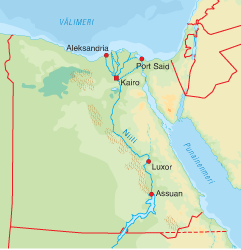 VÄLIMERI
Aleksandria
Port Said
Kairo
Niili
Punainenmeri
Luxor
Assuan